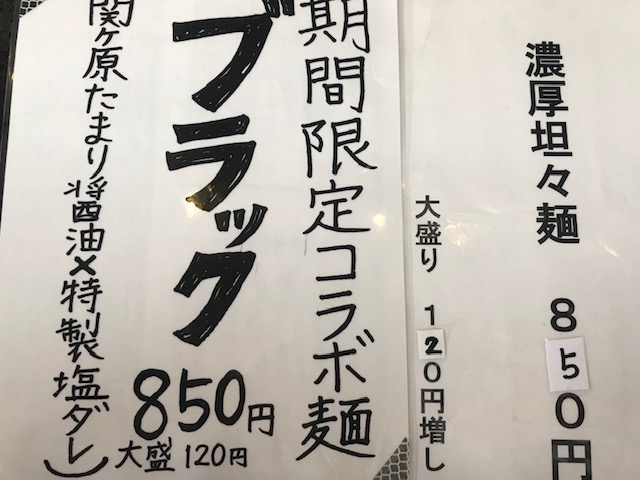 濃厚坦々麺 850円
大盛り 120円増し
期間限定コラボ麺
ブラック
850円
大盛 120円
関ヶ原たまり醤油×特製塩ダレ)